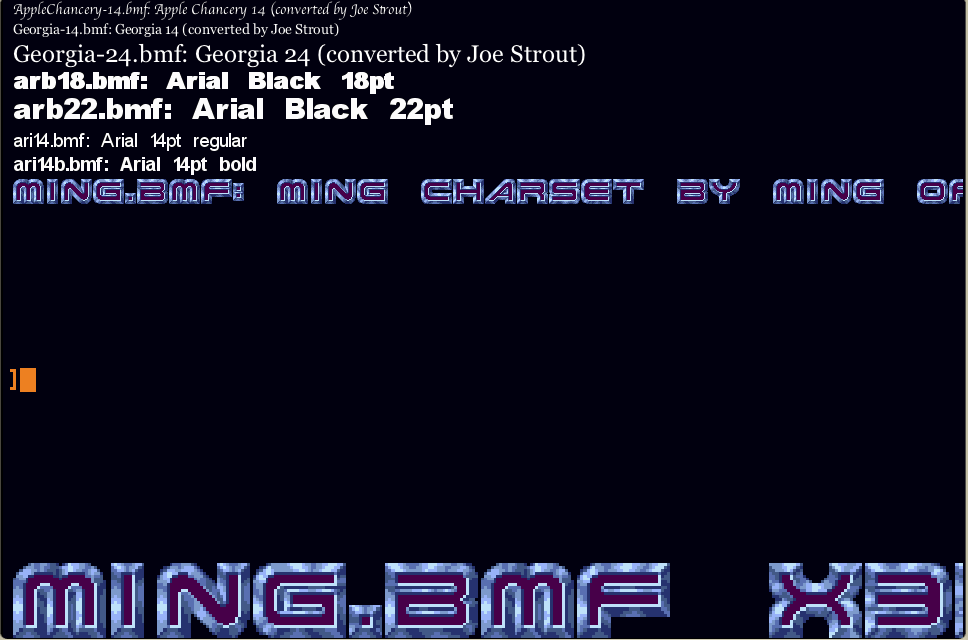 AppleChancery-14.bmf: Apple Chancery 14 (converted by Joe Strout)
Georgia-14.bmf: Georgia 14 (converted by Joe Strout)
Georgia-24.bmf: Georgia 24 (converted by Joe Strout)
arb18.bmf: Arial Black 18pt
arb22.bmf: Arial Black 22pt
ari14.bmf: Arial 14pt regular
ari14b.bmf: Arial 14pt bold
MING.BMF: MING CHARSET BY MING OF
]
MING.BMF X3